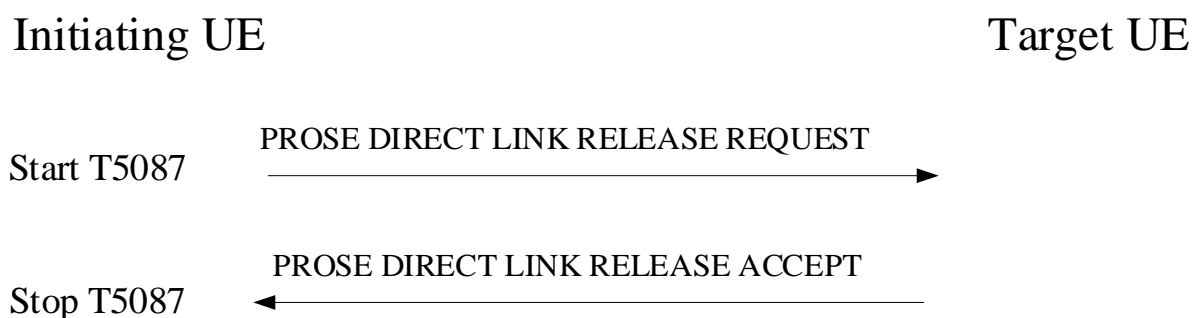 Initiating UE Target UE
PROSE DIRECT LINK RELEASE REQUEST
Start T5087
PROSE DIRECT LINK RELEASE ACCEPT
Stop T5087